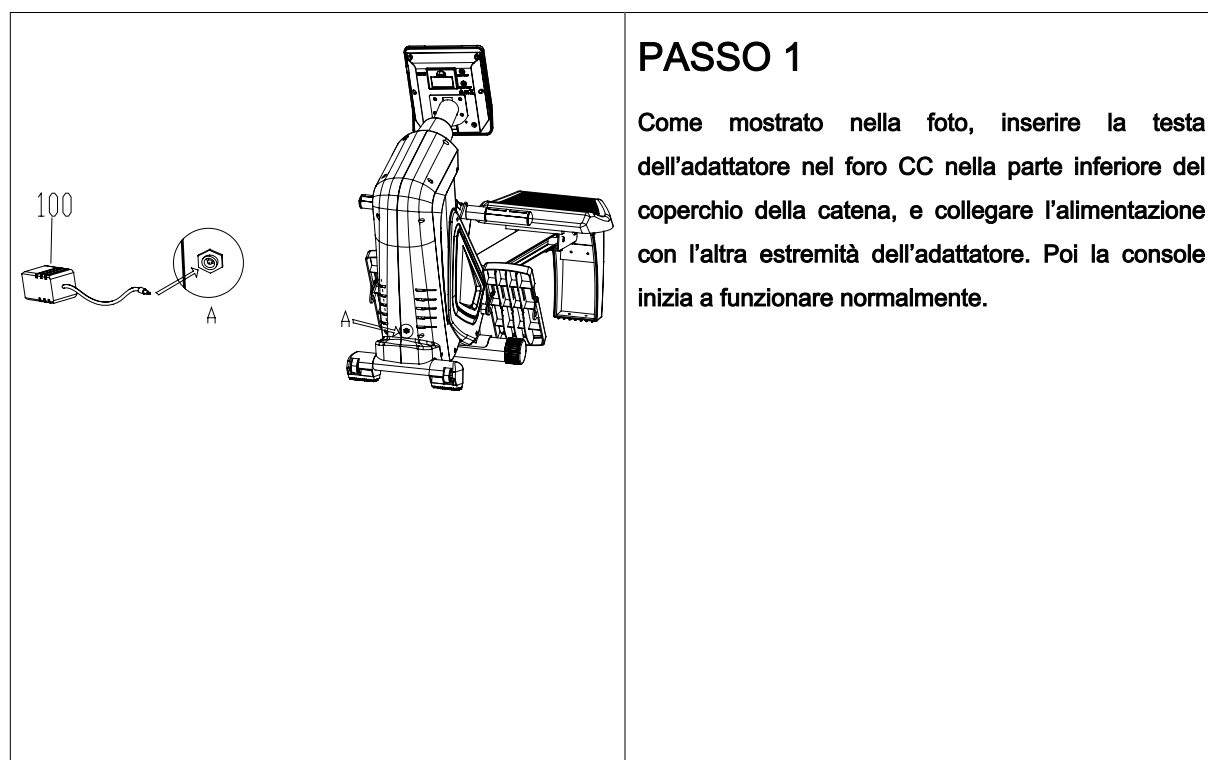 PASSO 1
Come mostrato nella foto, inserire la testa
dell'adattatore nel foro CC nella parte inferiore del
coperchio della catena, e collegare l'alimentazione
con l'altra estremità dell'adattatore. Poi la console
inizia a funzionare normalmente.
100
A
A